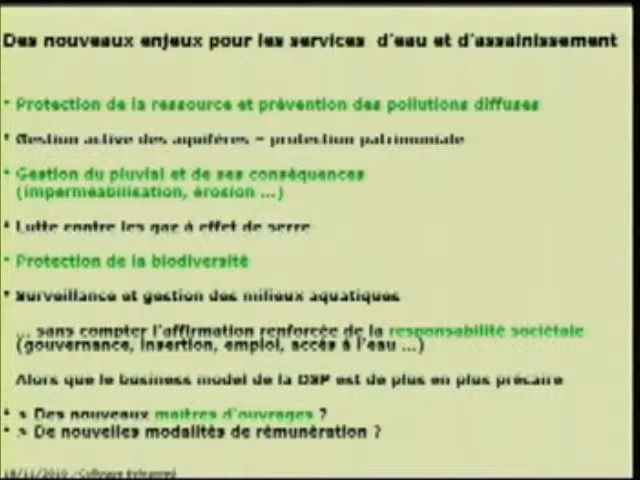 Des nouveaux enjeux pour les services d'eau et d'assainissement
• Protection de la ressource et prévention des pollutions diffuses
• Gestion active des aquifères – protection patrimoniale
• Gestion du pluvial et de ses conséquences
(imperméabilisation, érosion ...)
• Lutte contre les gaz à effet de serre
• Protection de la biodiversité
• Surveillance et gestion des milieux aquatiques
... sans compter l'affirmation renforcée de la responsabilité sociétale
(gouvernance, insertion, emploi, accès à l'eau ...)
Alors que le business model de la DSP est de plus en plus précaire
• > Des nouveaux maîtres d'ouvrages ?
• > De nouvelles modalités de rémunération ?
18/11/2010 - Colloque